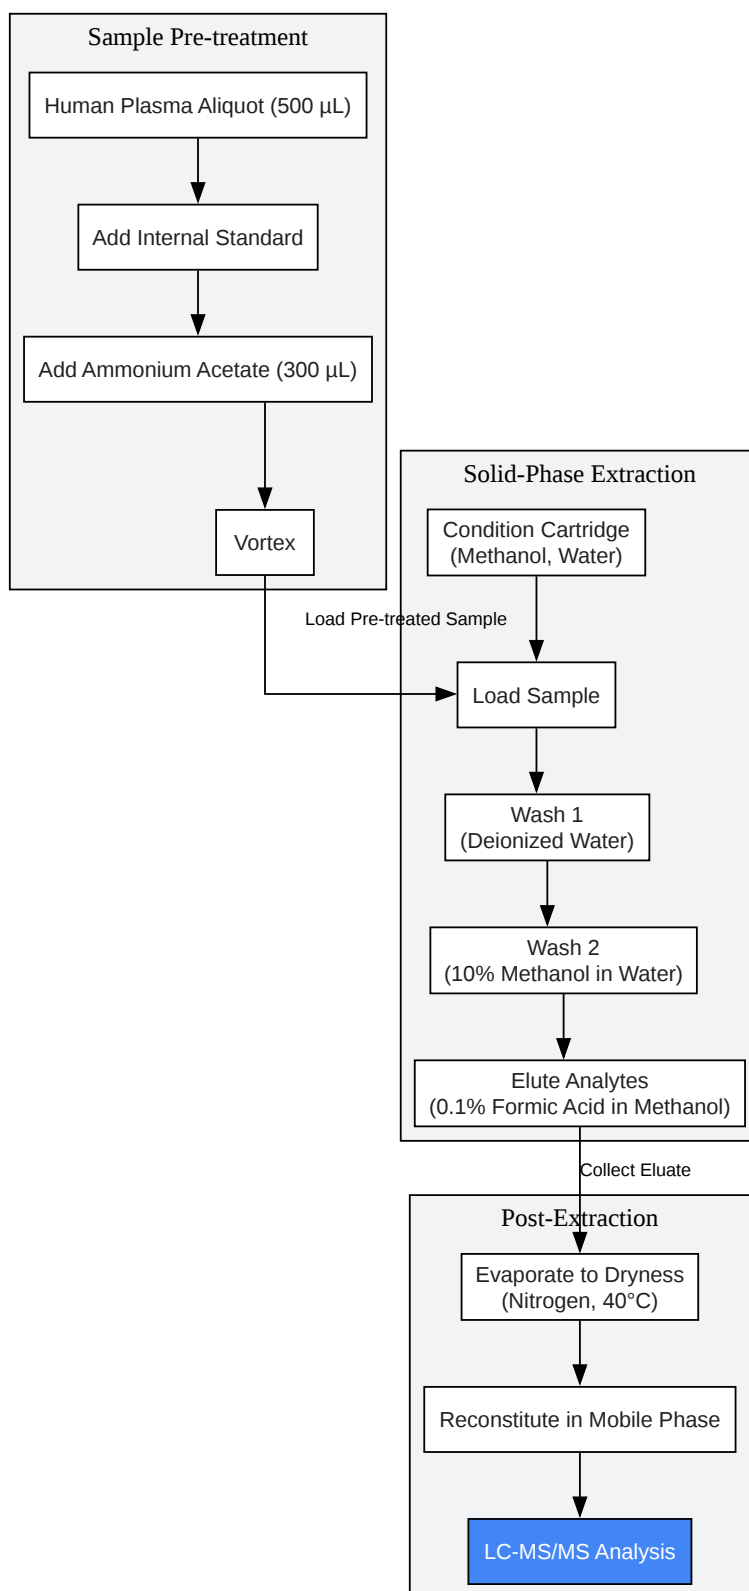 Sample Pre-treatment
Human Plasma Aliquot (500 µL)
Add Internal Standard
Add Ammonium Acetate (300 µL)
Vortex
Load Pre-treated Sample
Solid-Phase Extraction
Condition Cartridge
(Methanol, Water)
Load Sample
Wash 1
(Deionized Water)
Wash 2
(10% Methanol in Water)
Elute Analytes
(0.1% Formic Acid in Methanol)
Collect Eluate
Post-Extraction
Evaporate to Dryness
(Nitrogen, 40°C)
Reconstitute in Mobile Phase
LC-MS/MS Analysis